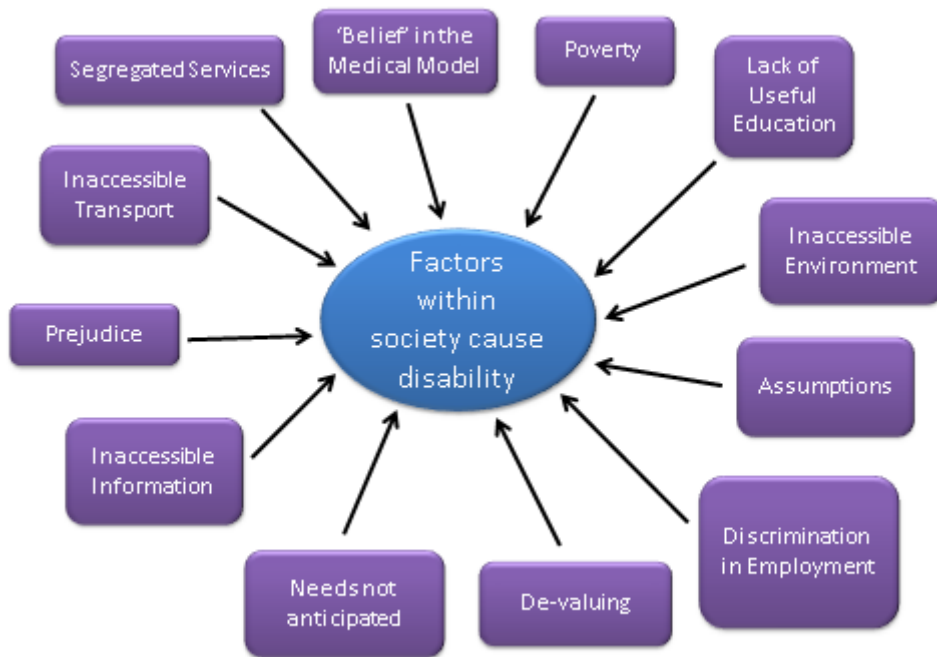 'Belief' in the
Medical Model
Poverty
Segregated Services
Lack of
Useful
Education
Inaccessible
Transport
Inaccessible
Environment
Factors
within
society cause
disability
Prejudice
Assumptions
Inaccessible
Information
Discrimination
in Employment
Needs not
anticipated
De-valuing